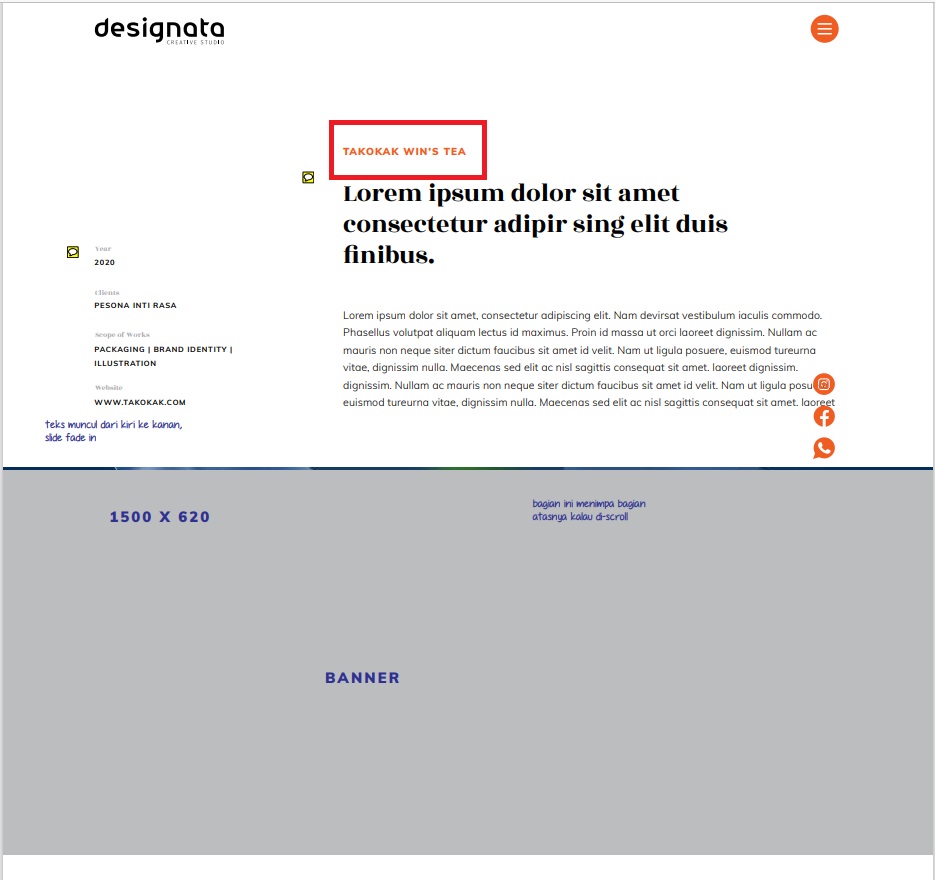 designata
CREATIVE STUDIO
TAKOKAK WIN'S TEA
Lorem ipsum dolor sit amet
consectetur adipir sing elit duis
finibus.
Year
2020
Clients
PESONA INTI RASA
Scope of Works
PACKAGING | BRAND IDENTITY |
ILLUSTRATION
Website
WWW.TAKOKAK.COM
teks muncul dari kiri ke kanan,
slide fade in
Lorem ipsum dolor sit amet, consectetur adipiscing elit. Nam devirsat vestibulum iaculis commodo.
Phasellus volutpat aliquam lectus id maximus. Proin id massa ut orci laoreet dignissim. Nullam ac
mauris non neque siter dictum faucibus sit amet id velit. Nam ut ligula posuere, euismod tureurna
vitae, dignissim nulla. Maecenas sed elit ac nisl sagittis consequat sit amet. laoreet dignissim.
dignissim. Nullam ac mauris non neque siter dictum faucibus sit amet id velit. Nam ut ligula posu
euismod tureurna vitae, dignissim nulla. Maecenas sed elit ac nisl sagittis consequat sit amet. laoreet
1500 X 620
bagian ini menimpa bagian
atasnya kalau di-scroll
BANNER